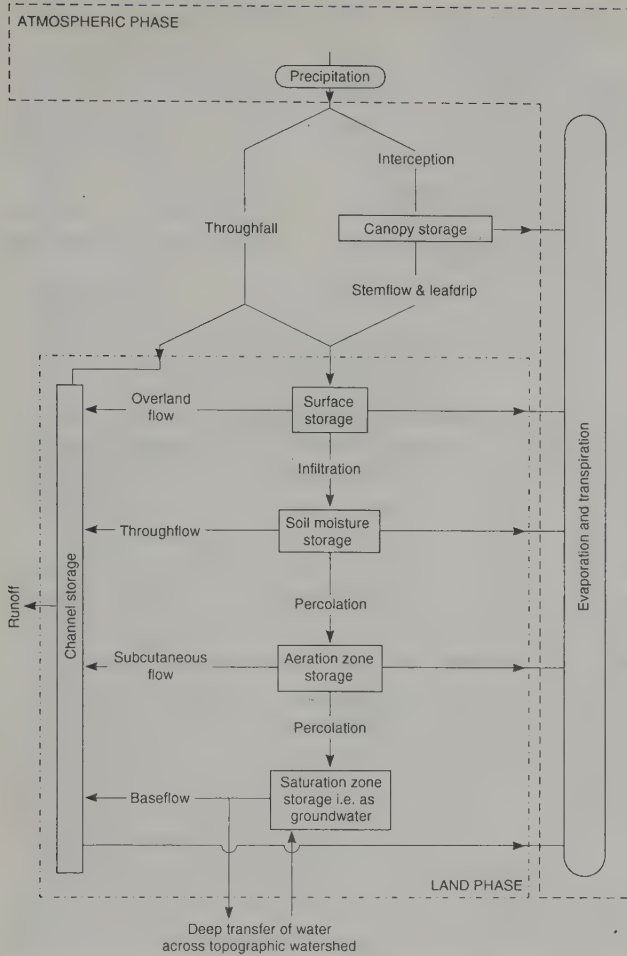 ATMOSPHERIC PHASE
Precipitation
Interception
Throughfall
Canopy storage
Stemflow & leafdrip
Overland
flow
Surface
storage
Infiltration
Throughflow
Soil moisture
storage
Percolation
Runoff
Channel storage
Evaporation and transpiration
Subcutaneous
flow
Aeration zone
storage
Percolation
Baseflow
Saturation zone
storage i.e. as
groundwater
LAND PHASE
Deep transfer of water
across topographic watershed